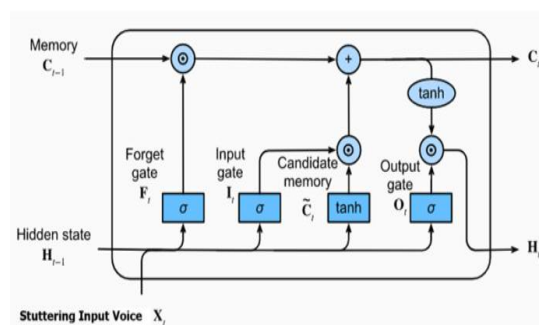 Memory
C_{t-1}
C_t
tanh
Forget gate F_t
Input gate I_t
Candidate memory C̃_t
Output gate O_t
σ
σ
tanh
σ
Hidden state
H_{t-1}
H
Stuttering Input Voice X_t